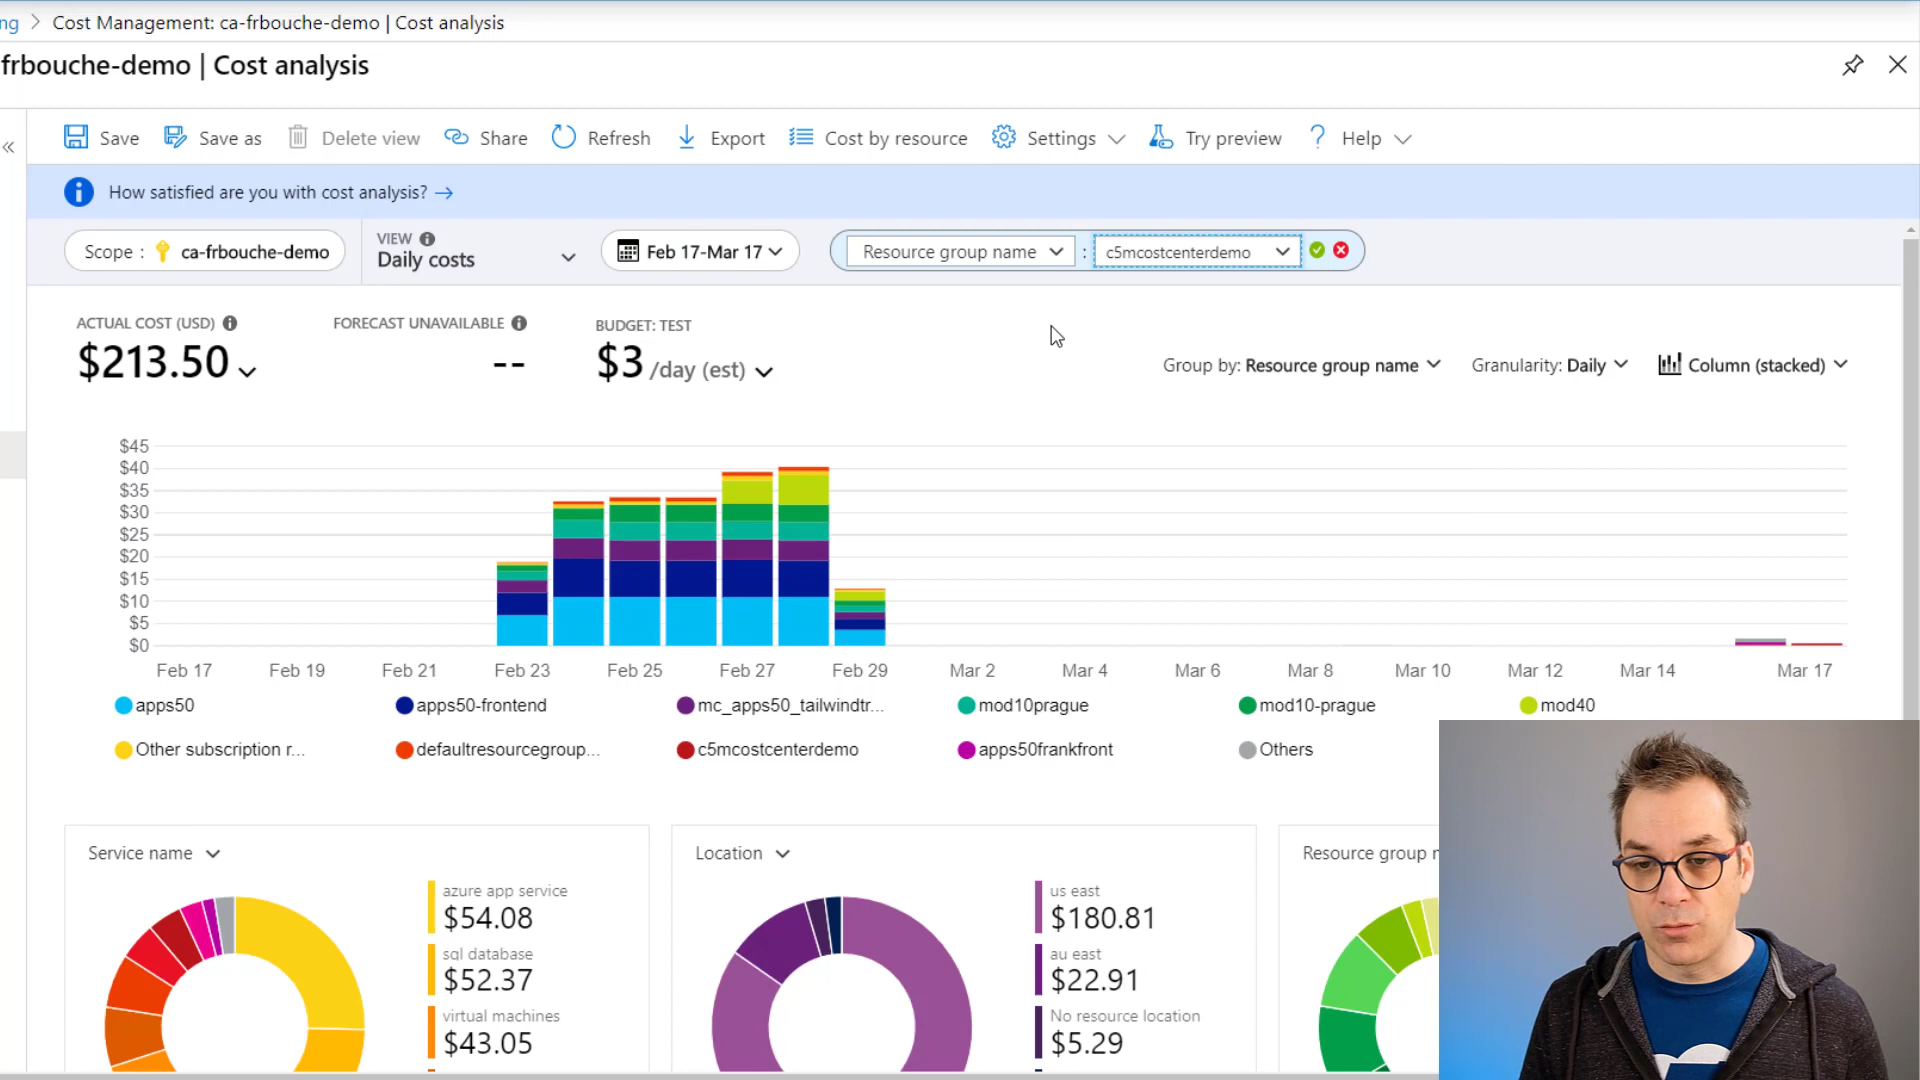 ng > Cost Management: ca-frbouche-demo | Cost analysis
frbouche-demo | Cost analysis
Save Save as Delete view Share Refresh Export Cost by resource Settings Try preview Help
How satisfied are you with cost analysis? →
Scope : ca-frbouche-demo
VIEW
Daily costs
Feb 17-Mar 17
Resource group name : c5mcostcenterdemo
ACTUAL COST (USD)
$213.50
FORECAST UNAVAILABLE
--
BUDGET: TEST
$3 /day (est)
Group by: Resource group name Granularity: Daily Column (stacked)
$45
$40
$35
$30
$25
$20
$15
$10
$5
$0
Feb 17 Feb 19 Feb 21 Feb 23 Feb 25 Feb 27 Feb 29 Mar 2 Mar 4 Mar 6 Mar 8 Mar 10 Mar 12 Mar 14 Mar 17
apps50 apps50-frontend mc_apps50_tailwindtr... mod10prague mod10-prague mod40
Other subscription r... defaultresourcegroup... c5mcostcenterdemo apps50frankfront Others
Service name
azure app service
$54.08
sql database
$52.37
virtual machines
$43.05
Location
us east
$180.81
au east
$22.91
No resource location
$5.29
Resource group n